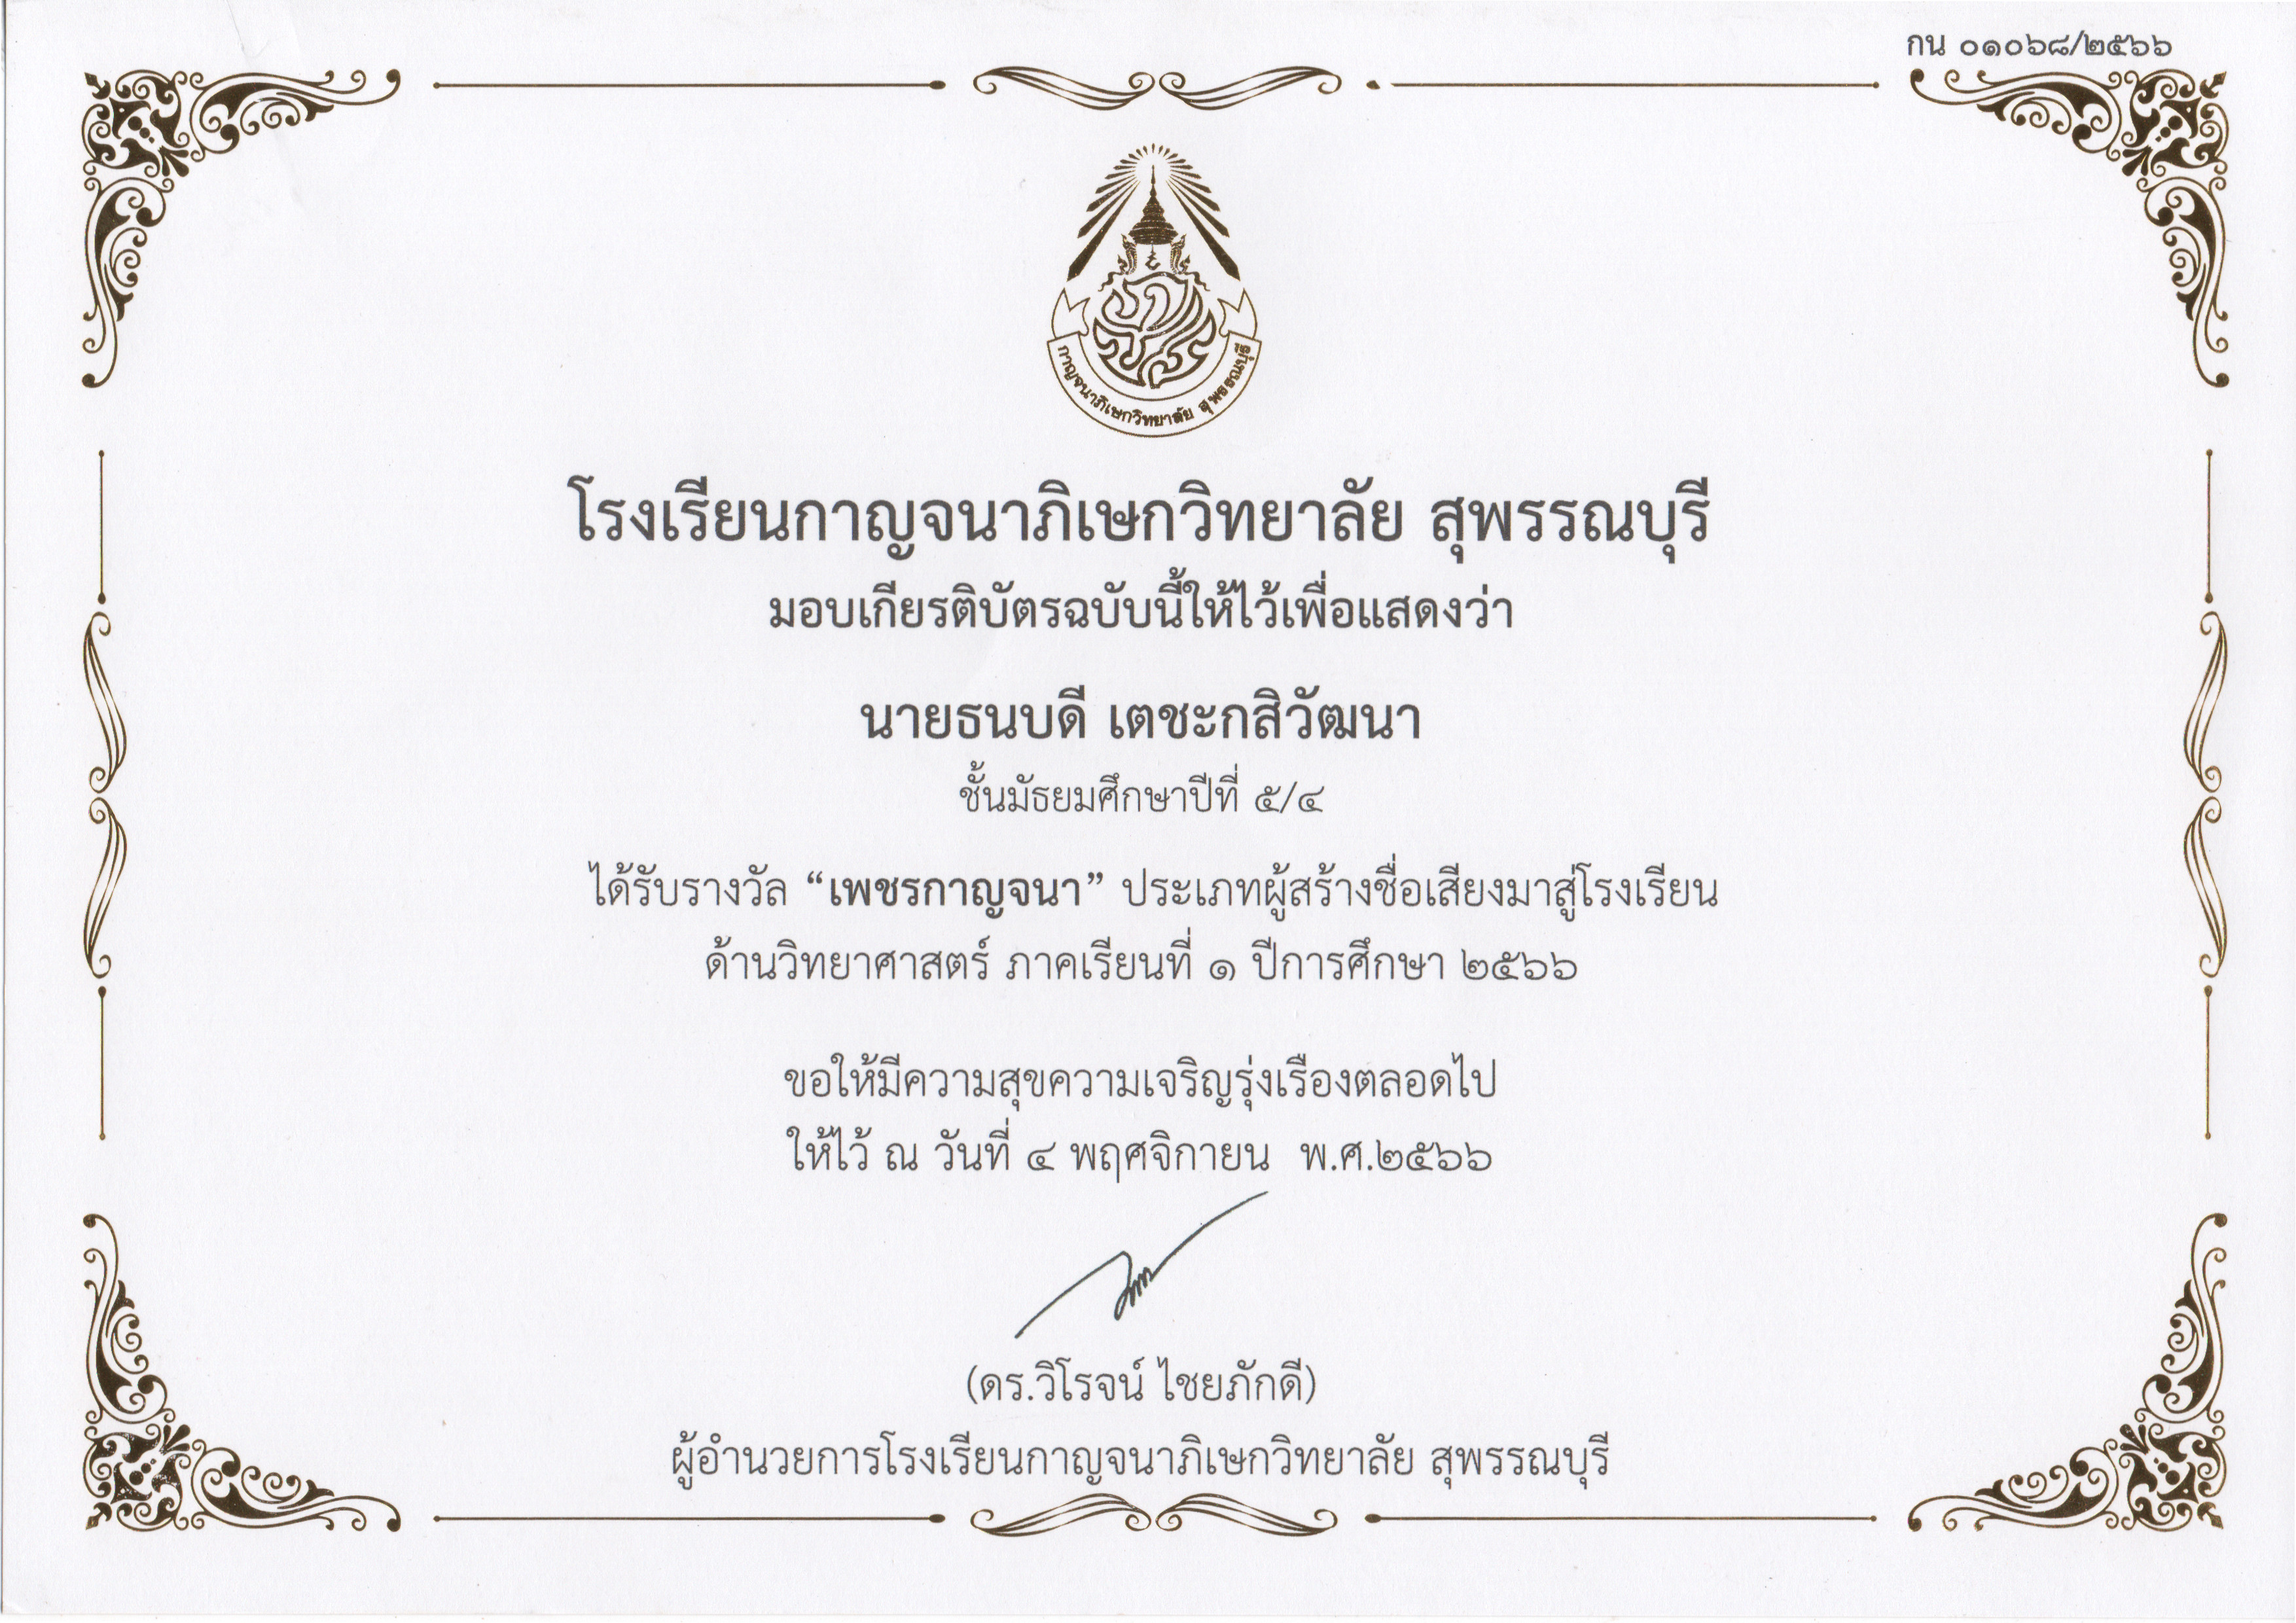 กน ๐๑๐๖๘/๒๕๖๖
กาญจนาภิเษกวิทยาลัย สุพรรณบุรี
โรงเรียนกาญจนาภิเษกวิทยาลัย สุพรรณบุรี
มอบเกียรติบัตรฉบับนี้ให้ไว้เพื่อแสดงว่า
นายธนบดี เตชะกสิวัฒนา
ชั้นมัธยมศึกษาปีที่ ๕/๔
ได้รับรางวัล “เพชรกาญจนา” ประเภทผู้สร้างชื่อเสียงมาสู่โรงเรียน
ด้านวิทยาศาสตร์ ภาคเรียนที่ ๑ ปีการศึกษา ๒๕๖๖
ขอให้มีความสุขความเจริญรุ่งเรืองตลอดไป
ให้ไว้ ณ วันที่ ๔ พฤศจิกายน พ.ศ.๒๕๖๖
(ดร.วิโรจน์ ไชยภักดี)
ผู้อำนวยการโรงเรียนกาญจนาภิเษกวิทยาลัย สุพรรณบุรี